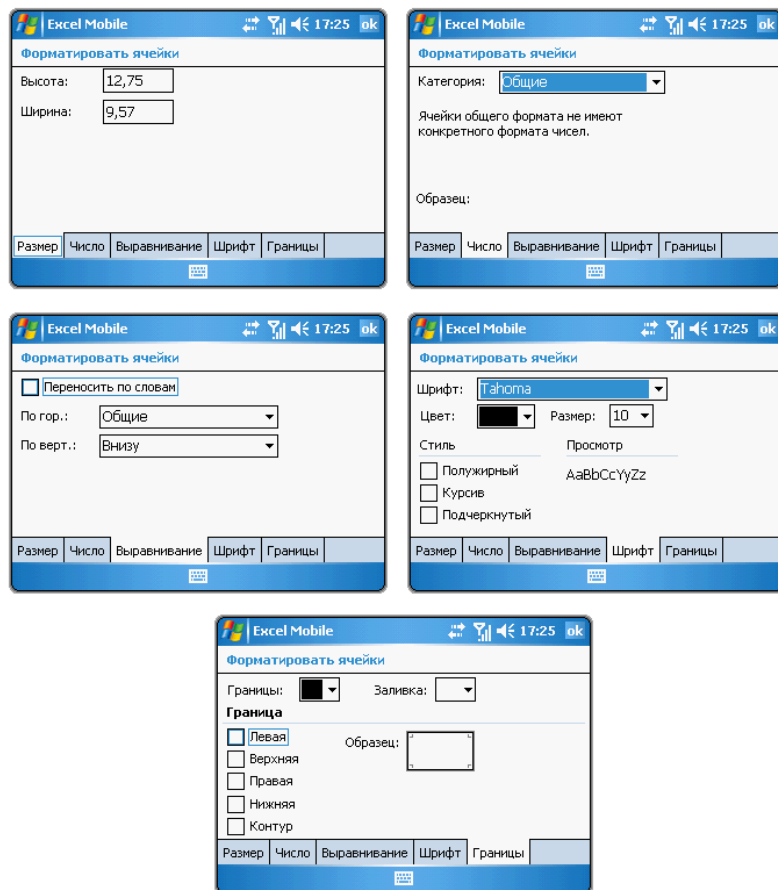 Excel Mobile 17:25 ok
Форматировать ячейки
Высота: 12,75
Ширина: 9,57
Размер Число Выравнивание Шрифт Границы
Excel Mobile 17:25 ok
Форматировать ячейки
Категория: Общие
Ячейки общего формата не имеют
конкретного формата чисел.
Образец:
Размер Число Выравнивание Шрифт Границы
Excel Mobile 17:25 ok
Форматировать ячейки
Переносить по словам
По гор.: Общие
По верт.: Внизу
Размер Число Выравнивание Шрифт Границы
Excel Mobile 17:25 ok
Форматировать ячейки
Шрифт: Tahoma
Цвет: Размер: 10
Стиль Просмотр
Полужирный AaBbCcYyZz
Курсив
Подчеркнутый
Размер Число Выравнивание Шрифт Границы
Excel Mobile 17:25 ok
Форматировать ячейки
Границы: Заливка:
Граница
Левая Образец:
Верхняя
Правая
Нижняя
Контур
Размер Число Выравнивание Шрифт Границы